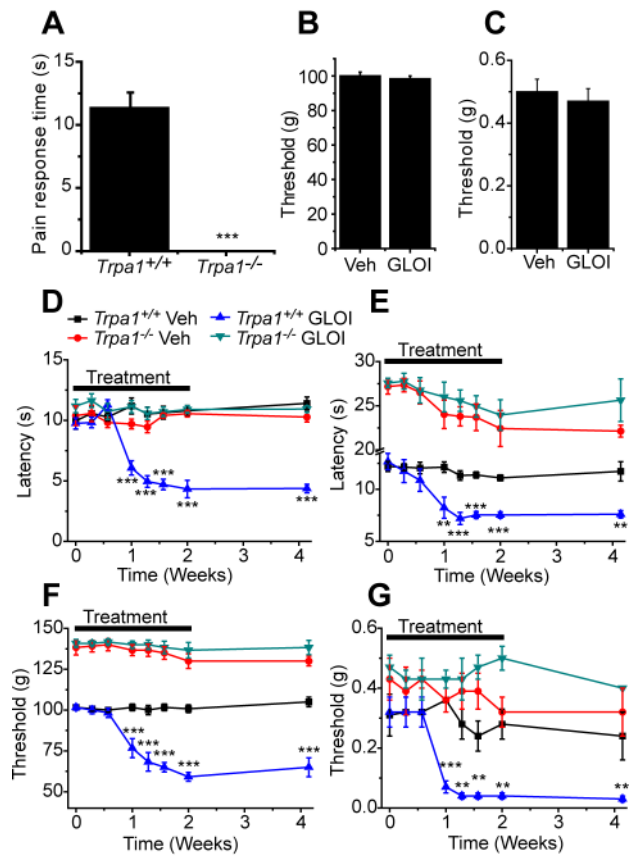 A
Pain response time (s)
15
10
5
0
***
Trpa1+/+ Trpa1-/-
B
Threshold (g)
100
80
60
40
20
0
Veh GLOI
C
Threshold (g)
0.6
0.4
0.2
0.0
Veh GLOI
D
Trpa1+/+ Veh
Trpa1+/+ GLOI
Trpa1-/- Veh
Trpa1-/- GLOI
Treatment
Latency (s)
15
10
5
0
*** *** *** *** ***
0 1 2 3 4
Time (Weeks)
E
Treatment
Latency (s)
30
25
20
10
5
** *** *** *** **
0 1 2 3 4
Time (Weeks)
F
Treatment
Threshold (g)
150
125
100
75
50
*** *** *** *** ***
0 1 2 3 4
Time (Weeks)
G
Treatment
Threshold (g)
0.6
0.4
0.2
0.0
*** ** ** ** **
0 1 2 3 4
Time (Weeks)